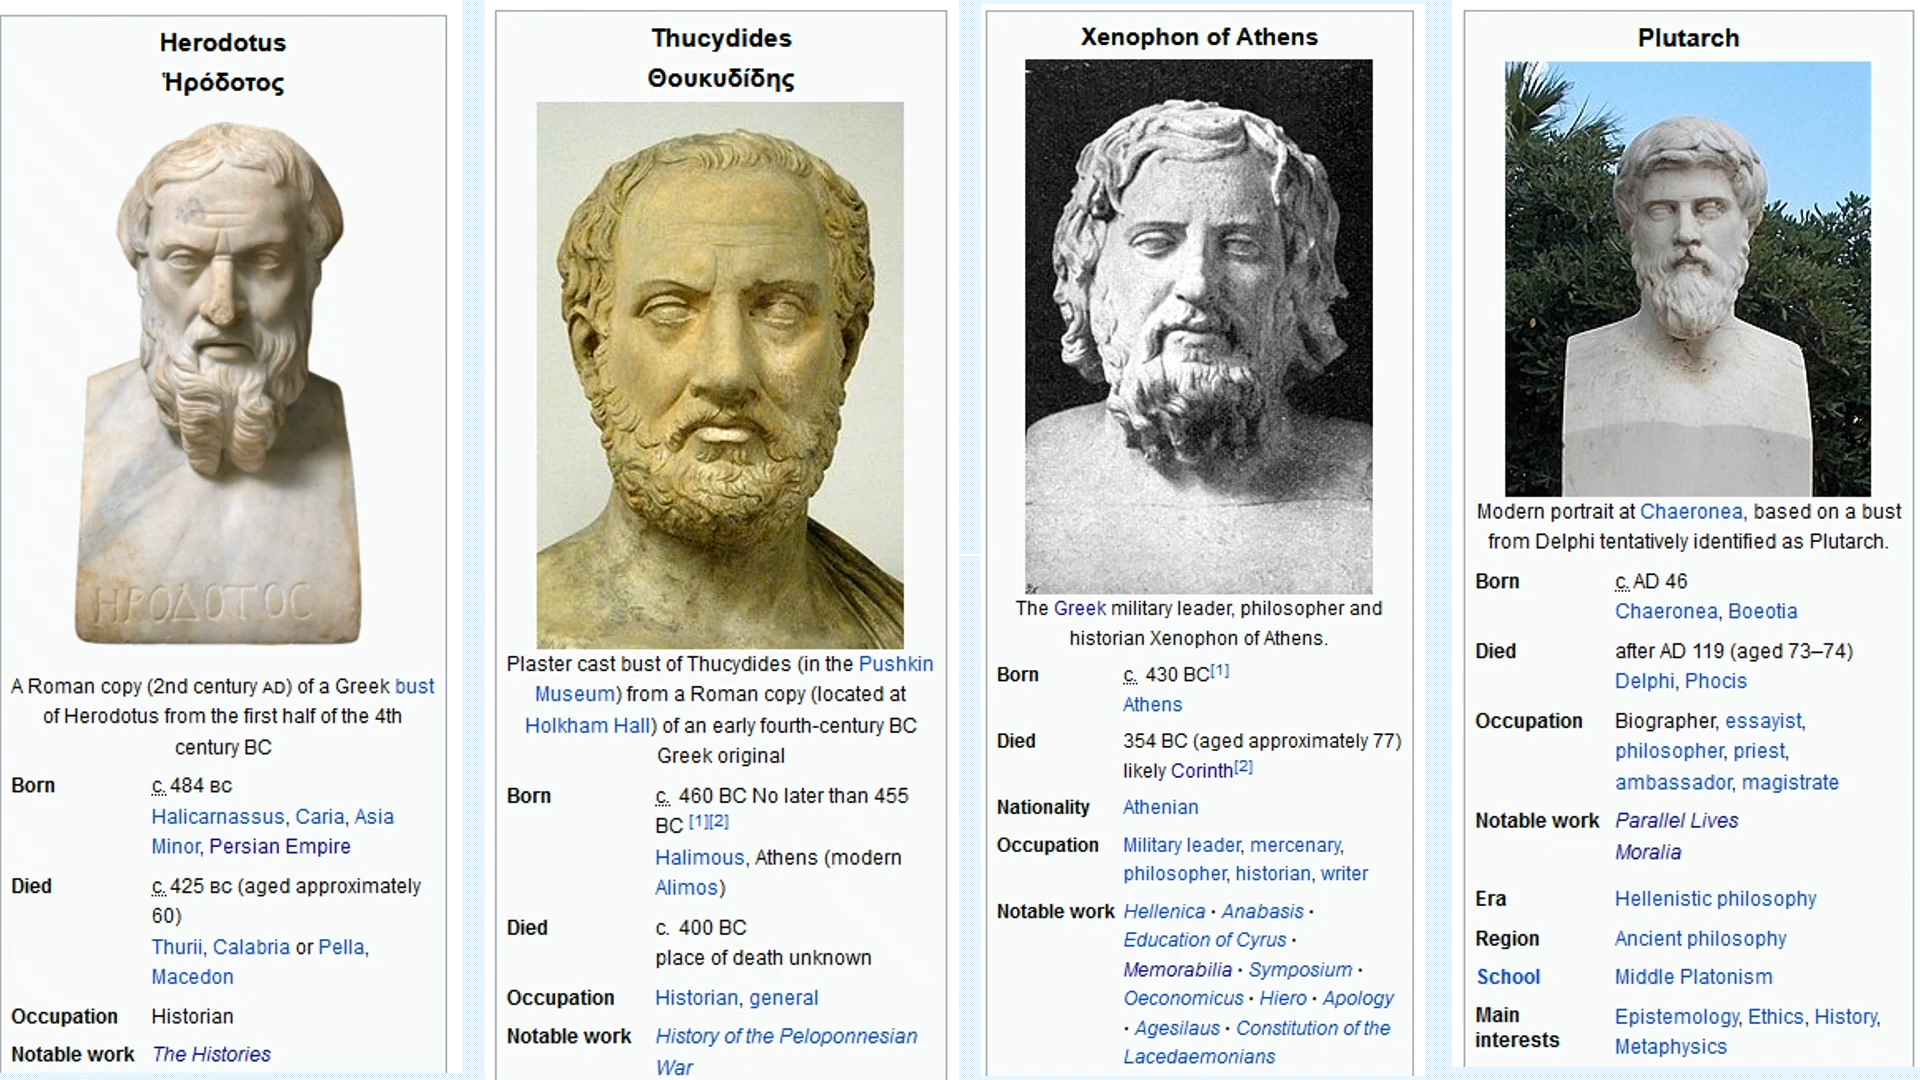 Herodotus
Ἡρόδοτος
ΗΡΟΔΟΤΟC
A Roman copy (2nd century AD) of a Greek bust
of Herodotus from the first half of the 4th
century BC
Born c. 484 BC
Halicarnassus, Caria, Asia
Minor, Persian Empire
Died c. 425 BC (aged approximately
60)
Thurii, Calabria or Pella,
Macedon
Occupation Historian
Notable work The Histories
Thucydides
Θουκυδίδης
Plaster cast bust of Thucydides (in the Pushkin
Museum) from a Roman copy (located at
Holkham Hall) of an early fourth-century BC
Greek original
Born c. 460 BC No later than 455
BC [1][2]
Halimous, Athens (modern
Alimos)
Died c. 400 BC
place of death unknown
Occupation Historian, general
Notable work History of the Peloponnesian
War
Xenophon of Athens
The Greek military leader, philosopher and
historian Xenophon of Athens.
Born c. 430 BC[1]
Athens
Died 354 BC (aged approximately 77)
likely Corinth[2]
Nationality Athenian
Occupation Military leader, mercenary,
philosopher, historian, writer
Notable work Hellenica · Anabasis ·
Education of Cyrus ·
Memorabilia · Symposium ·
Oeconomicus · Hiero · Apology
· Agesilaus · Constitution of the
Lacedaemonians
Plutarch
Modern portrait at Chaeronea, based on a bust
from Delphi tentatively identified as Plutarch.
Born c. AD 46
Chaeronea, Boeotia
Died after AD 119 (aged 73–74)
Delphi, Phocis
Occupation Biographer, essayist,
philosopher, priest,
ambassador, magistrate
Notable work Parallel Lives
Moralia
Era Hellenistic philosophy
Region Ancient philosophy
School Middle Platonism
Main interests Epistemology, Ethics, History,
Metaphysics